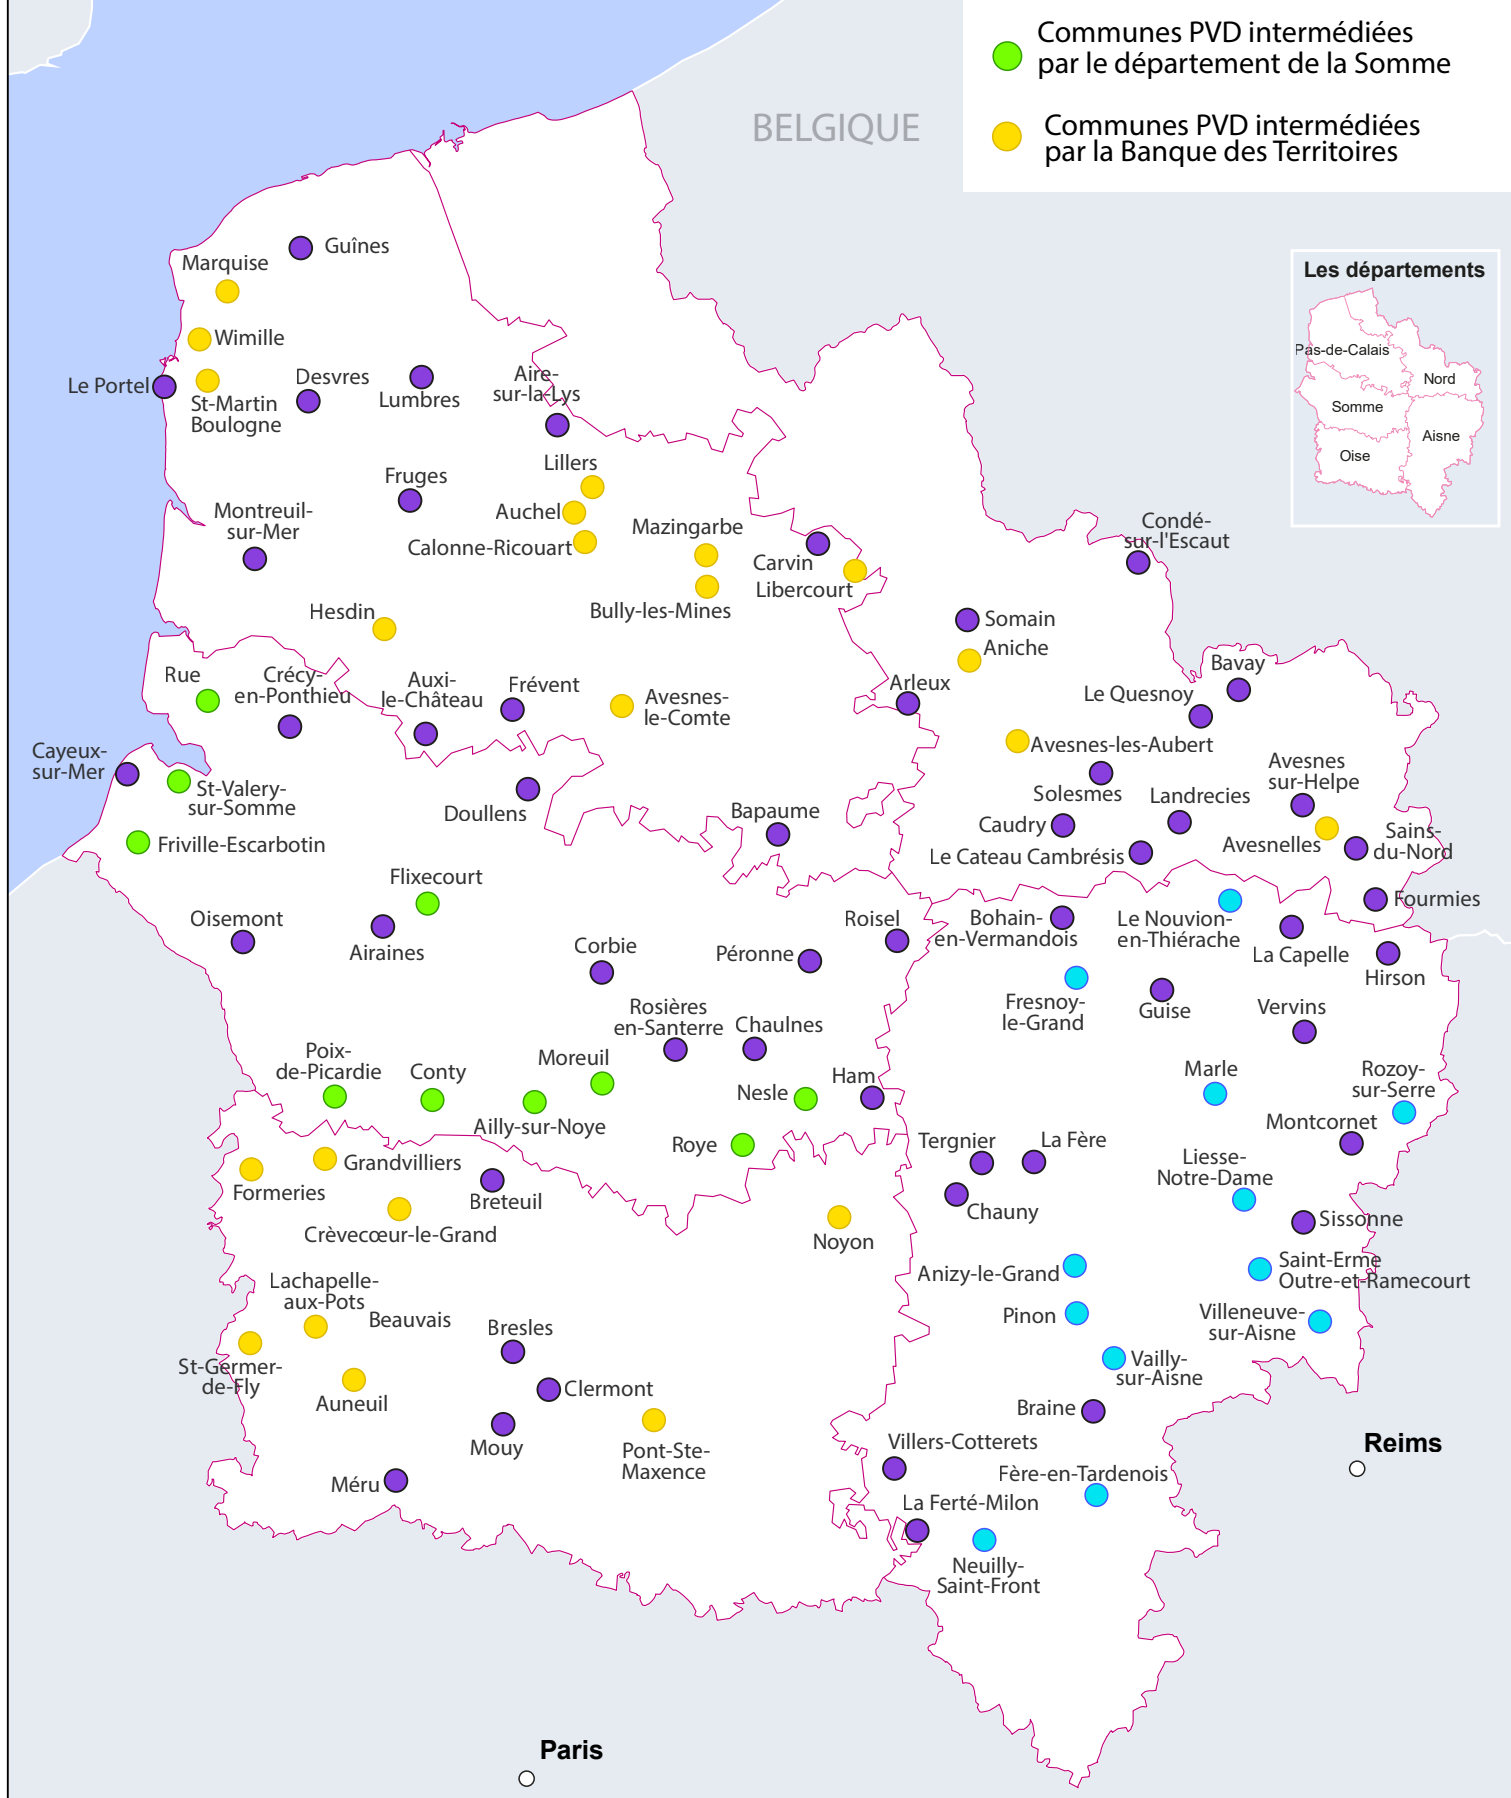 Communes PVD intermédiées
par le département de la Somme
Communes PVD intermédiées
par la Banque des Territoires
BELGIQUE
Les départements
Pas-de-Calais
Nord
Somme
Aisne
Oise
Guînes
Marquise
Wimille
Le Portel
St-Martin
Boulogne
Desvres
Lumbres
Aire-
sur-la-Lys
Lillers
Fruges
Auchel
Montreuil-
sur-Mer
Calonne-Ricouart
Mazingarbe
Carvin
Libercourt
Condé-
sur-l'Escaut
Bully-les-Mines
Hesdin
Somain
Aniche
Rue
Crécy-
en-Ponthieu
Auxi-
le-Château
Frévent
Avesnes-
le-Comte
Arleux
Bavay
Le Quesnoy
Cayeux-
sur-Mer
St-Valery-
sur-Somme
Avesnes-les-Aubert
Solesmes
Avesnes
sur-Helpe
Landrecies
Doullens
Bapaume
Caudry
Friville-Escarbotin
Le Cateau Cambrésis
Avesnelles
Sains-
du-Nord
Flixecourt
Fourmies
Oisemont
Airaines
Corbie
Péronne
Roisel
Bohain-
en-Vermandois
Le Nouvion-
en-Thiérache
La Capelle
Hirson
Fresnoy-
le-Grand
Guise
Vervins
Rosières
en-Santerre
Chaulnes
Poix-
de-Picardie
Conty
Moreuil
Nesle
Ham
Marle
Rozoy-
sur-Serre
Ailly-sur-Noye
Roye
Montcornet
Tergnier
La Fère
Liesse-
Notre-Dame
Grandvilliers
Formeries
Breteuil
Chauny
Sissonne
Crèvecœur-le-Grand
Noyon
Anizy-le-Grand
Saint-Erme
Outre-et-Ramecourt
Lachapelle-
aux-Pots
Beauvais
Bresles
Pinon
Villeneuve-
sur-Aisne
St-Germer-
de-Fly
Auneuil
Clermont
Vailly-
sur-Aisne
Braine
Mouy
Pont-Ste-
Maxence
Villers-Cotterets
Reims
Méru
Fère-en-Tardenois
La Ferté-Milon
Neuilly-
Saint-Front
Paris